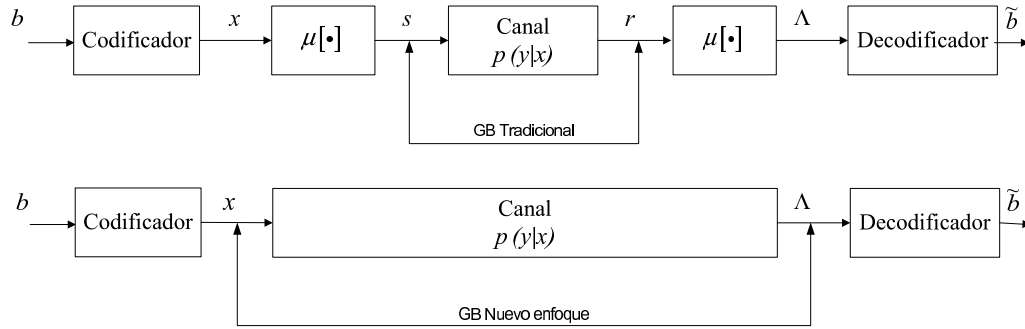 b
Codificador
x
μ[•]
s
Canal
p (y|x)
r
μ[•]
Λ
Decodificador
b̃
GB Tradicional
b
Codificador
x
Canal
p (y|x)
Λ
Decodificador
b̃
GB Nuevo enfoque